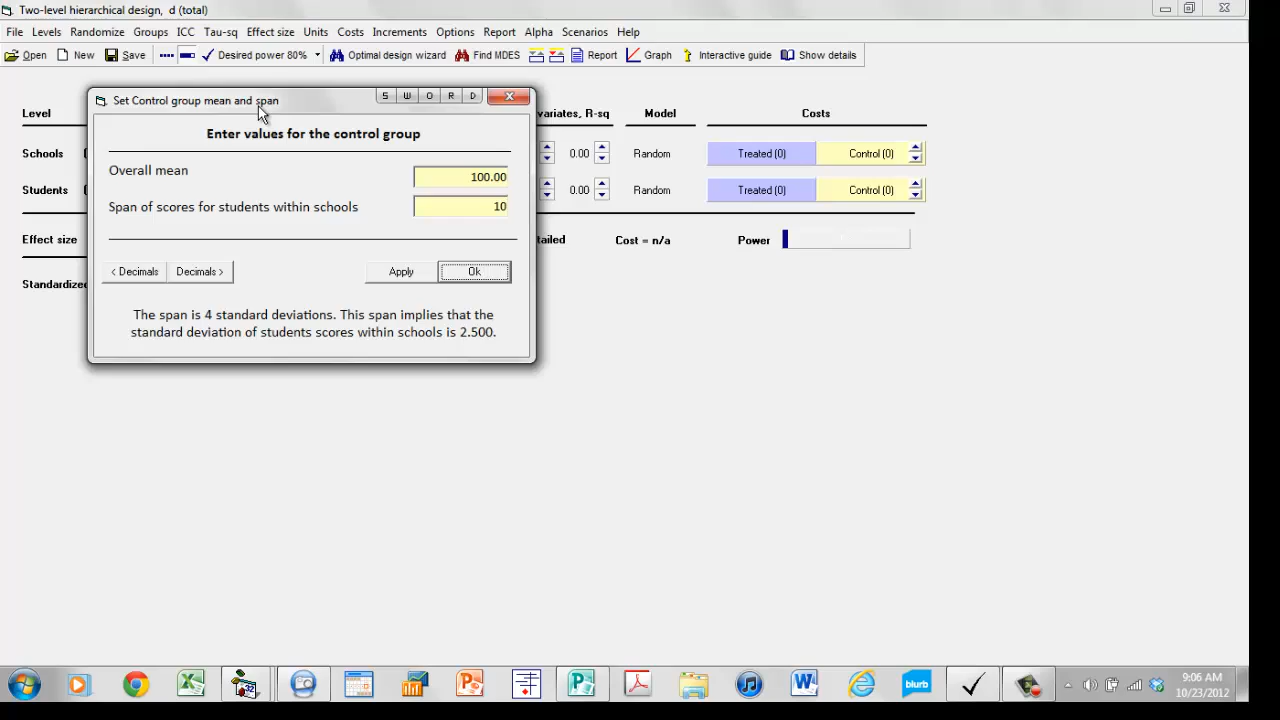 Two-level hierarchical design, d (total)
File Levels Randomize Groups ICC Tau-sq Effect size Units Costs Increments Options Report Alpha Scenarios Help
Open New Save Desired power 80% Optimal design wizard Find MDES Report Graph Interactive guide Show details
Set Control group mean and span S W O R D
Level variates, R-sq Model Costs
Enter values for the control group
Schools 0.00 Random Treated (0) Control (0)
Overall mean 100.00
Students 0.00 Random Treated (0) Control (0)
Span of scores for students within schools 10
Effect size tailed Cost = n/a Power
< Decimals Decimals > Apply Ok
Standardized
The span is 4 standard deviations. This span implies that the
standard deviation of students scores within schools is 2.500.
blurb
9:06 AM
10/23/2012